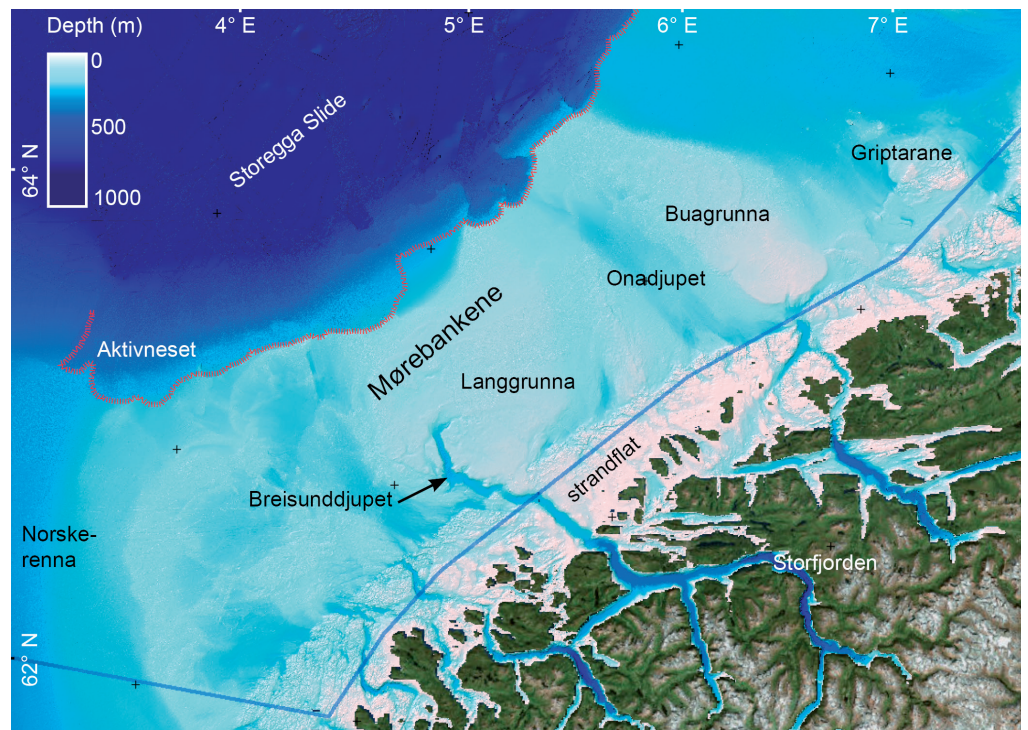 Depth (m)
0
500
1000
4° E
5° E
6° E
7° E
64° N
62° N
Storegga Slide
Griptarane
Buagrunna
Onadjupet
Aktivneset
Mørebankene
Langgrunna
strandflat
Breisunddjupet
Norske-
renna
Storfjorden